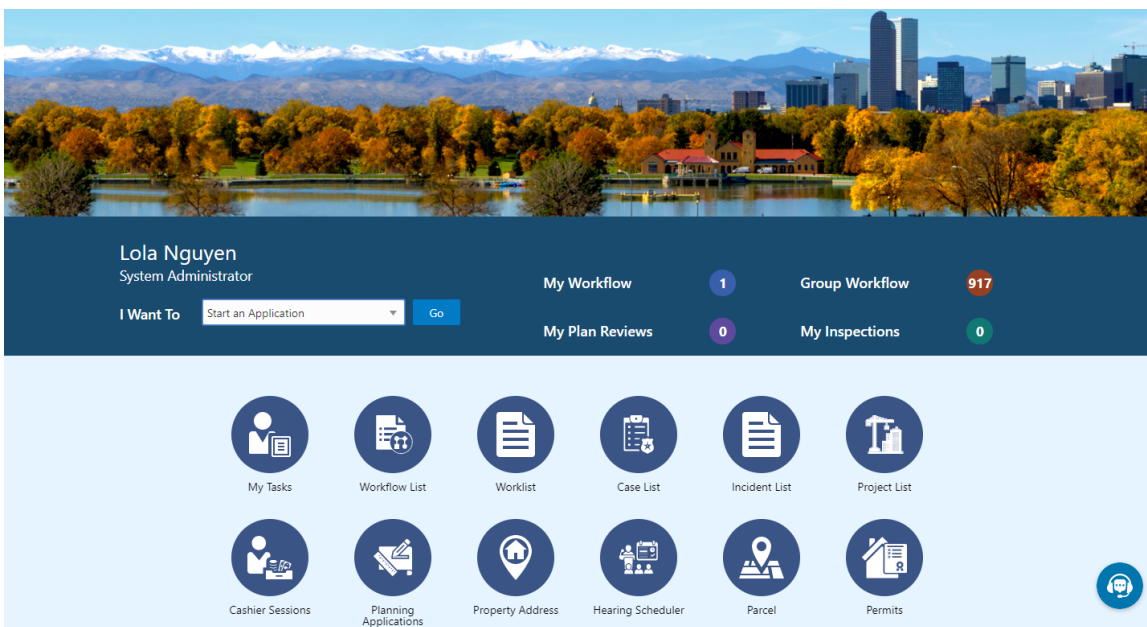 Lola Nguyen
System Administrator
I Want To
Start an Application
Go
My Workflow
1
Group Workflow
917
My Plan Reviews
0
My Inspections
0
My Tasks
Workflow List
Worklist
Case List
Incident List
Project List
Cashier Sessions
Planning
Applications
Property Address
Hearing Scheduler
Parcel
Permits